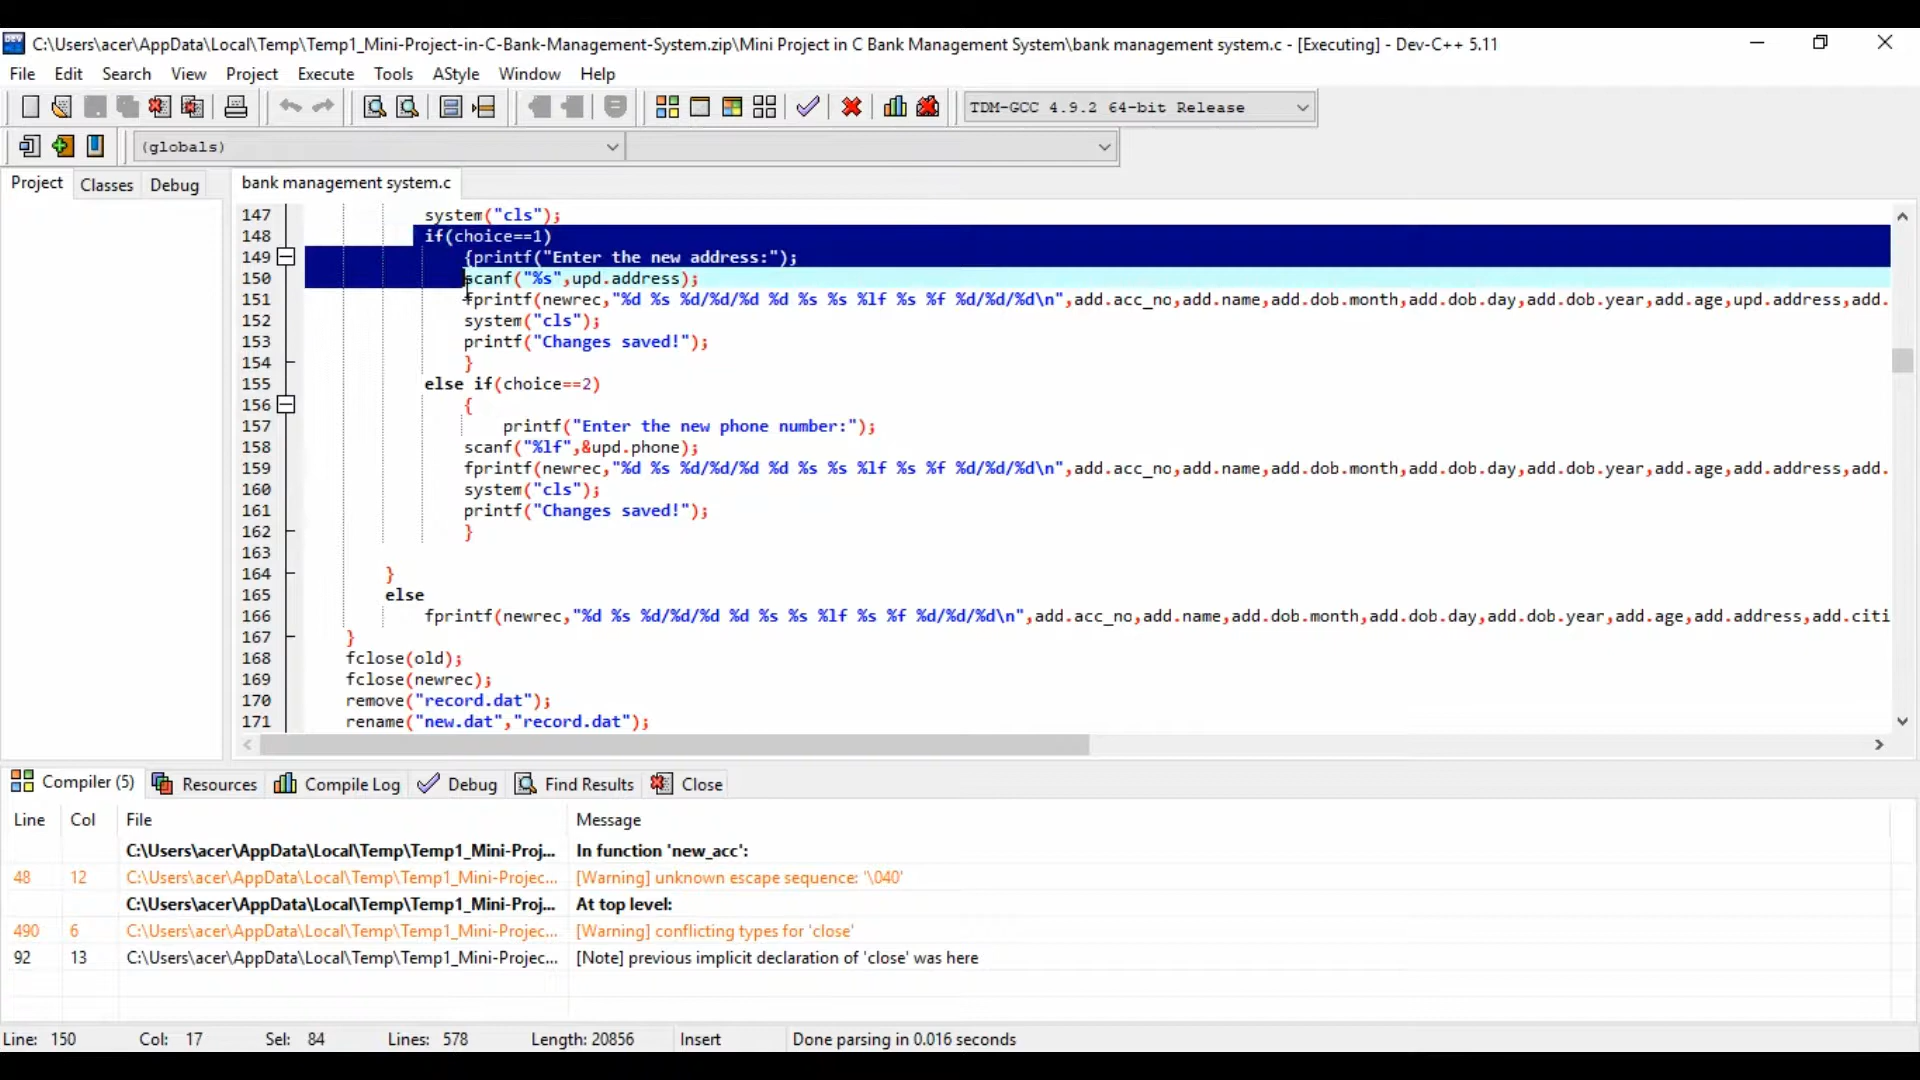 C:\Users\acer\AppData\Local\Temp\Temp1_Mini-Project-in-C-Bank-Management-System.zip\Mini Project in C Bank Management System\bank management system.c - [Executing] - Dev-C++ 5.11
File Edit Search View Project Execute Tools AStyle Window Help
TDM-GCC 4.9.2 64-bit Release
(globals)
Project Classes Debug bank management system.c
147 system("cls");
148 if(choice==1)
149 {printf("Enter the new address:");
150 scanf("%s",upd.address);
151 fprintf(newrec,"%d %s %d/%d/%d %d %s %s %lf %s %f %d/%d/%d\n",add.acc_no,add.name,add.dob.month,add.dob.day,add.dob.year,add.age,upd.address,add.
152 system("cls");
153 printf("Changes saved!");
154 }
155 else if(choice==2)
156 {
157 printf("Enter the new phone number:");
158 scanf("%lf",&upd.phone);
159 fprintf(newrec,"%d %s %d/%d/%d %d %s %s %lf %s %f %d/%d/%d\n",add.acc_no,add.name,add.dob.month,add.dob.day,add.dob.year,add.age,add.address,add.
160 system("cls");
161 printf("Changes saved!");
162 }
163
164 }
165 else
166 fprintf(newrec,"%d %s %d/%d/%d %d %s %s %lf %s %f %d/%d/%d\n",add.acc_no,add.name,add.dob.month,add.dob.day,add.dob.year,add.age,add.address,add.citi
167 }
168 fclose(old);
169 fclose(newrec);
170 remove("record.dat");
171 rename("new.dat","record.dat");
Compiler (5) Resources Compile Log Debug Find Results Close
Line Col File Message
C:\Users\acer\AppData\Local\Temp\Temp1_Mini-Proj... In function 'new_acc':
48 12 C:\Users\acer\AppData\Local\Temp\Temp1_Mini-Projec... [Warning] unknown escape sequence: '\040'
C:\Users\acer\AppData\Local\Temp\Temp1_Mini-Proj... At top level:
490 6 C:\Users\acer\AppData\Local\Temp\Temp1_Mini-Projec... [Warning] conflicting types for 'close'
92 13 C:\Users\acer\AppData\Local\Temp\Temp1_Mini-Projec... [Note] previous implicit declaration of 'close' was here
Line: 150 Col: 17 Sel: 84 Lines: 578 Length: 20856 Insert Done parsing in 0.016 seconds